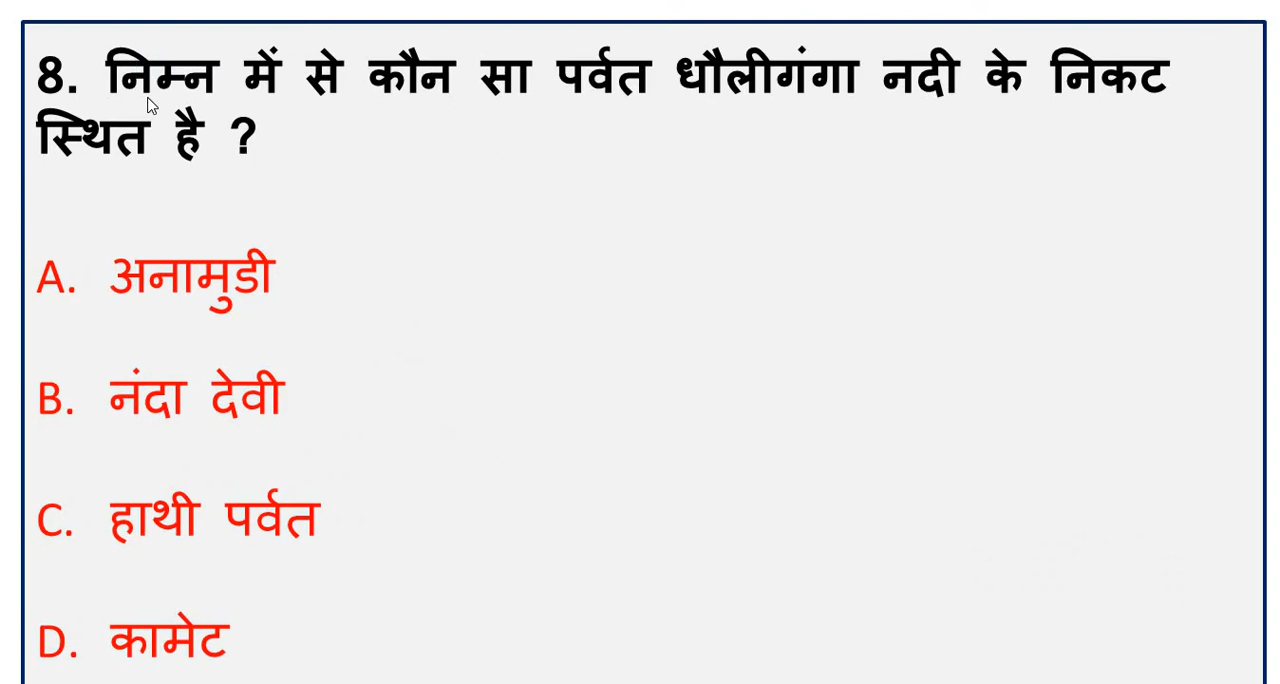 8. निम्न में से कौन सा पर्वत धौलीगंगा नदी के निकट
स्थित है ?
A. अनामुडी
B. नंदा देवी
C. हाथी पर्वत
D. कामेट